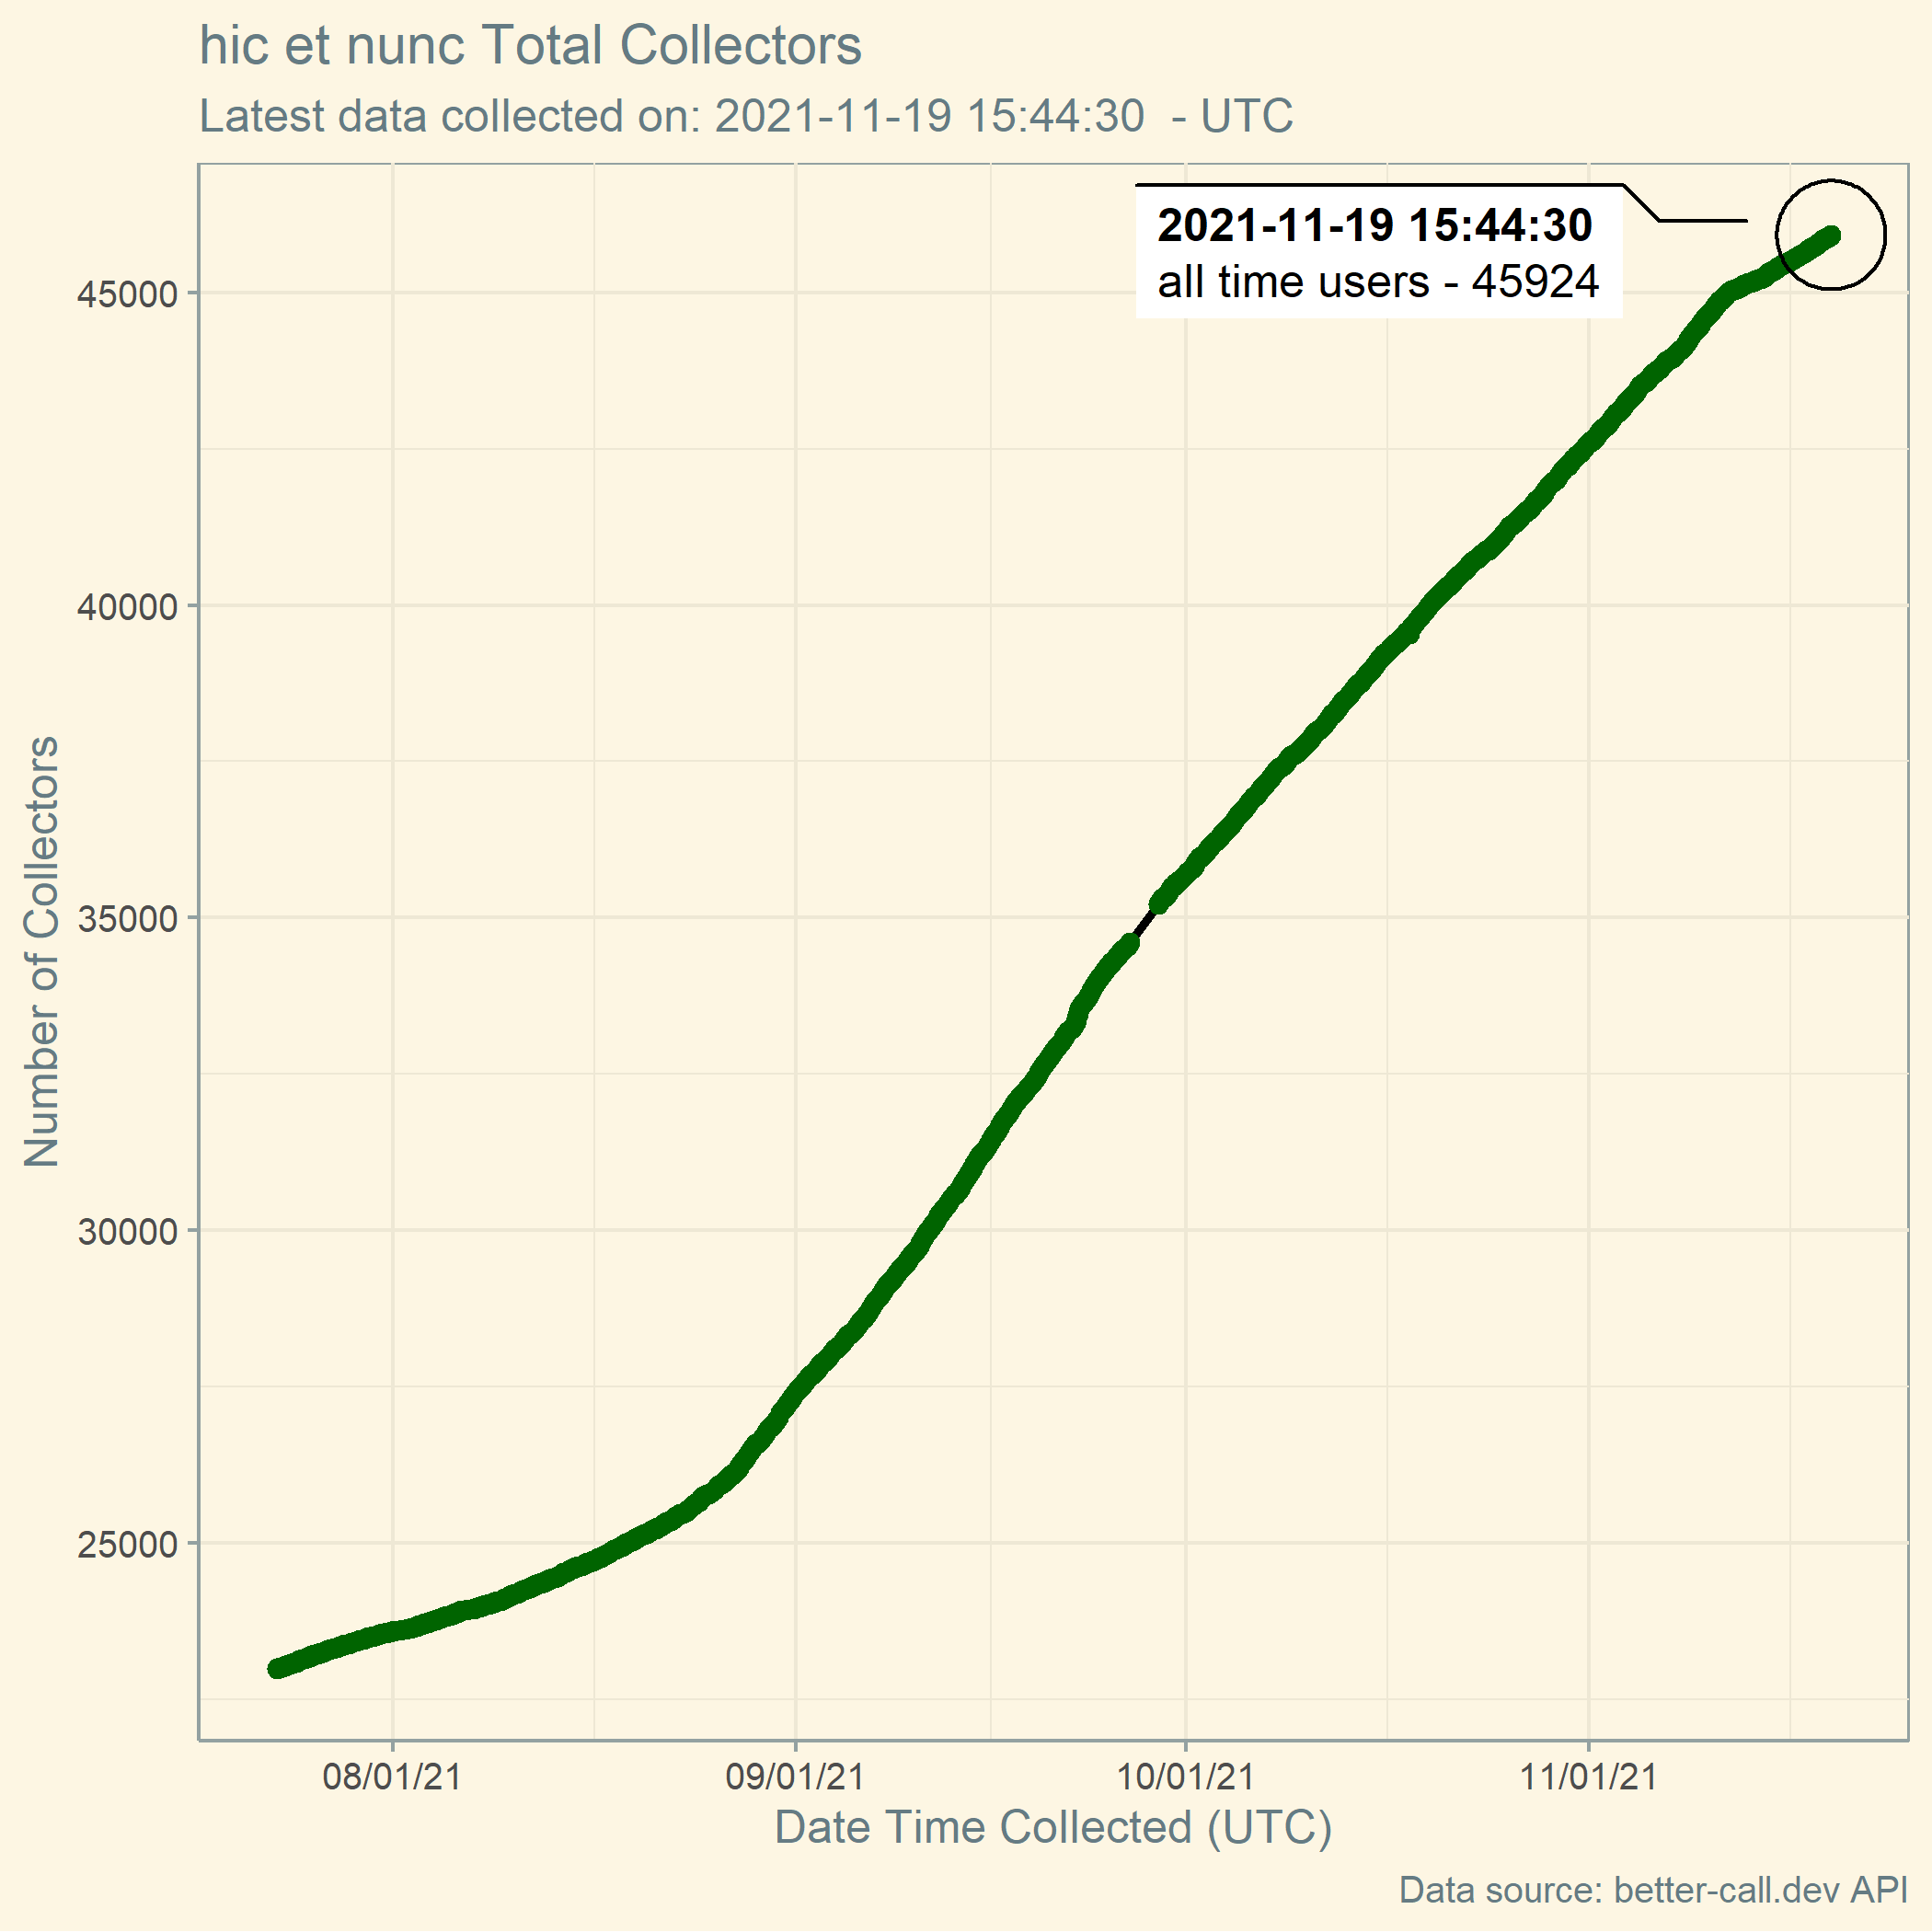 hic et nunc Total Collectors
Latest data collected on: 2021-11-19 15:44:30  - UTC
2021-11-19 15:44:30
all time users - 45924
45000
40000
35000
30000
25000
Number of Collectors
08/01/21 09/01/21 10/01/21 11/01/21
Date Time Collected (UTC)
Data source: better-call.dev API